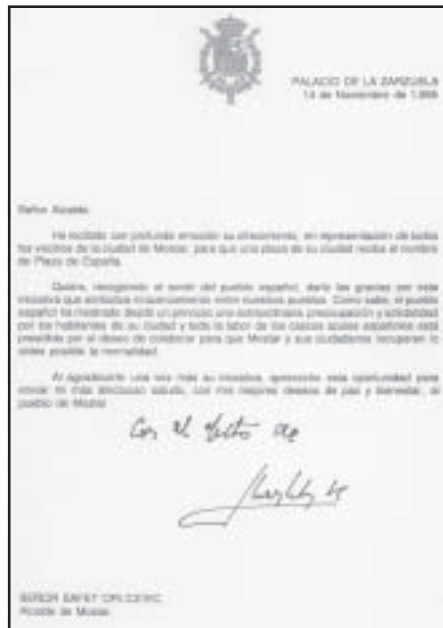 PALACIO DE LA ZARZUELA
14 de Noviembre de 1.995
Señor Alcalde:
He recibido con profunda emoción su ofrecimiento, en representación de todos
los vecinos de la ciudad de Mostar, para que una plaza de su ciudad reciba el nombre
de Plaza de España.
Quiero, recogiendo el sentir del pueblo español, darle las gracias por esta
iniciativa que simboliza el acercamiento entre nuestros pueblos. Como sabe, el pueblo
español ha mostrado desde un principio una extraordinaria preocupación y solidaridad
por los habitantes de su ciudad y toda la labor de los cascos azules españoles está
presidida por el deseo de colaborar para que Mostar y sus ciudadanos recuperen lo
antes posible la normalidad.
Al agradecerle una vez más su iniciativa, aprovecho esta oportunidad para
enviar mi más afectuoso saludo, con mis mejores deseos de paz y bienestar, al
pueblo de Mostar.
Con el afecto de
SEÑOR SAFET
Alcalde de Mostar